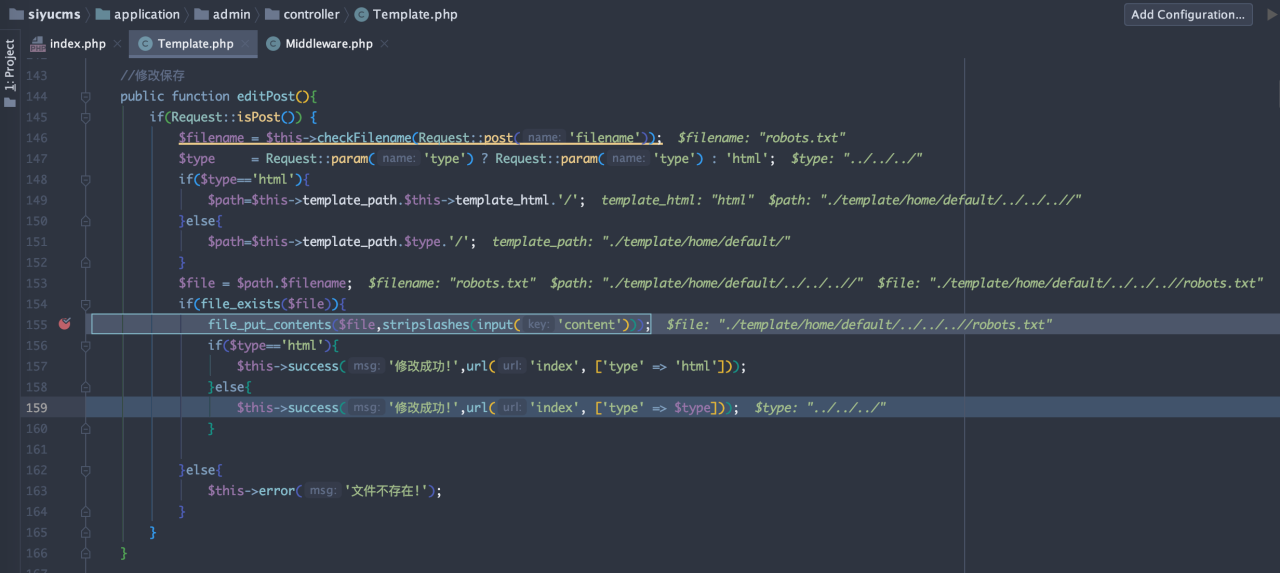 siyucms application admin controller Template.php Add Configuration...
1: Project index.php Template.php Middleware.php
143 //修改保存
144 public function editPost(){
145 if(Request::isPost()) {
146 $filename = $this->checkFilename(Request::post( name: 'filename')); $filename: "robots.txt"
147 $type = Request::param( name: 'type') ? Request::param( name: 'type') : 'html'; $type: "../../../"
148 if($type=='html'){
149 $path=$this->template_path.$this->template_html.'/'; template_html: "html" $path: "./template/home/default/../../..//"
150 }else{
151 $path=$this->template_path.$type.'/'; template_path: "./template/home/default/"
152 }
153 $file = $path.$filename; $filename: "robots.txt" $path: "./template/home/default/../../..//" $file: "./template/home/default/../../..//robots.txt"
154 if(file_exists($file)){
155 file_put_contents($file,stripslashes(input( key: 'content'))); $file: "./template/home/default/../../..//robots.txt"
156 if($type=='html'){
157 $this->success( msg: '修改成功!',url( url: 'index', ['type' => 'html']));
158 }else{
159 $this->success( msg: '修改成功!',url( url: 'index', ['type' => $type])); $type: "../../../"
160 }
161
162 }else{
163 $this->error( msg: '文件不存在!');
164 }
165 }
166 }